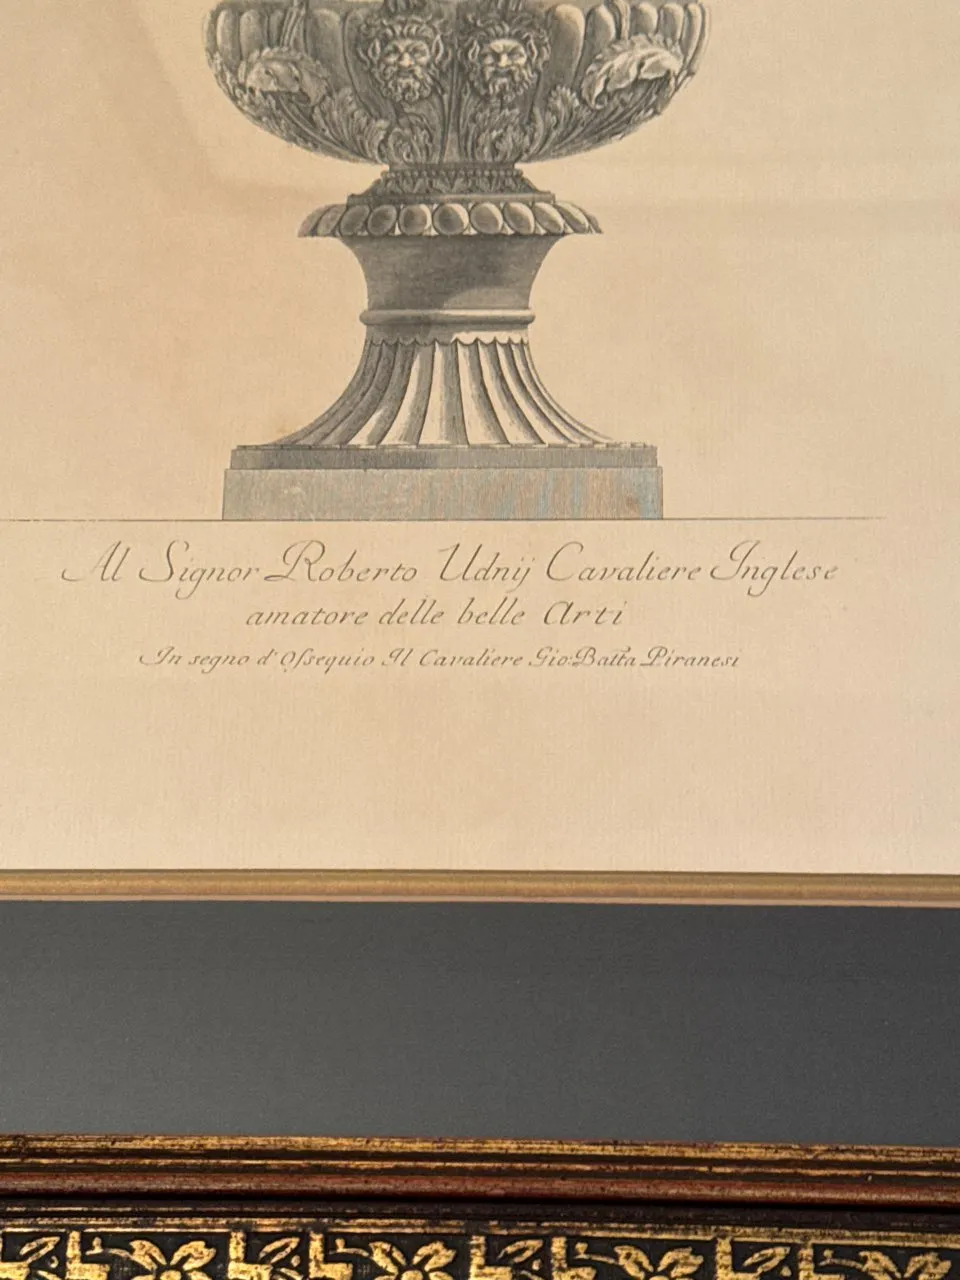 Al Signor Roberto Udnij Cavaliere Inglese
amatore delle belle Arti
In segno d'Oſsequio Il Cavaliere Gio: Batta Piranesi